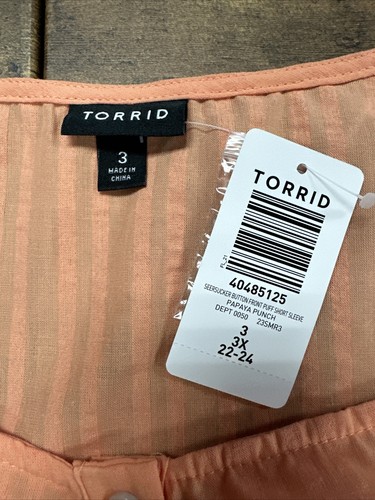 TORRID
3
MADE IN
CHINA
TORRID
FL_21
40485125
SEERSUCKER BUTTON FRONT PUFF SHORT SLEEVE
PAPAYA PUNCH
DEPT 0050 23SMR3
3
3X
22-24